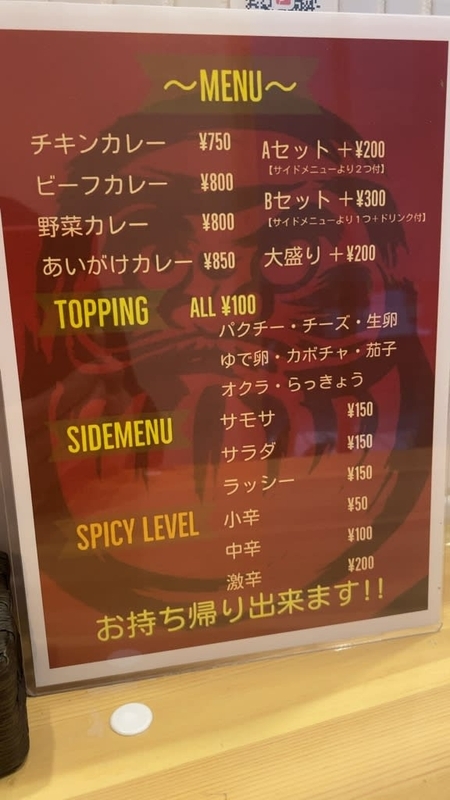 ～MENU～
チキンカレー ¥750
ビーフカレー ¥800
野菜カレー ¥800
あいがけカレー ¥850
Aセット ＋¥200
【サイドメニューより2つ付】
Bセット ＋¥300
【サイドメニューより1つ＋ドリンク付】
大盛り ＋¥200
TOPPING ALL ¥100
パクチー・チーズ・生卵
ゆで卵・カボチャ・茄子
オクラ・らっきょう
SIDEMENU
サモサ ¥150
サラダ ¥150
ラッシー ¥150
SPICY LEVEL
小辛 ¥50
中辛 ¥100
激辛 ¥200
お持ち帰り出来ます!!